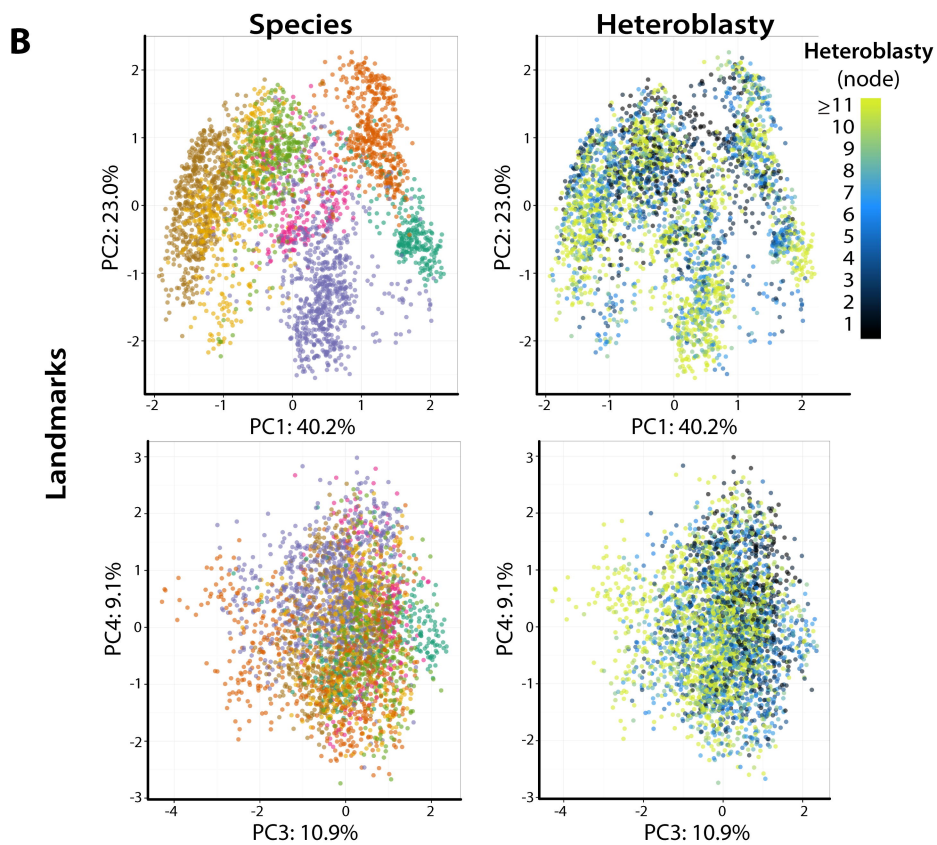 B
Species
Heteroblasty
Heteroblasty
(node)
≥11
10
9
8
7
6
5
4
3
2
1
Landmarks
PC2: 23.0%
2
1
0
-1
-2
-2 -1 0 1 2
PC1: 40.2%
PC2: 23.0%
2
1
0
-1
-2
-2 -1 0 1 2
PC1: 40.2%
PC4: 9.1%
3
2
1
0
-1
-2
-3
-4 -2 0 2
PC3: 10.9%
PC4: 9.1%
3
2
1
0
-1
-2
-3
-4 -2 0 2
PC3: 10.9%